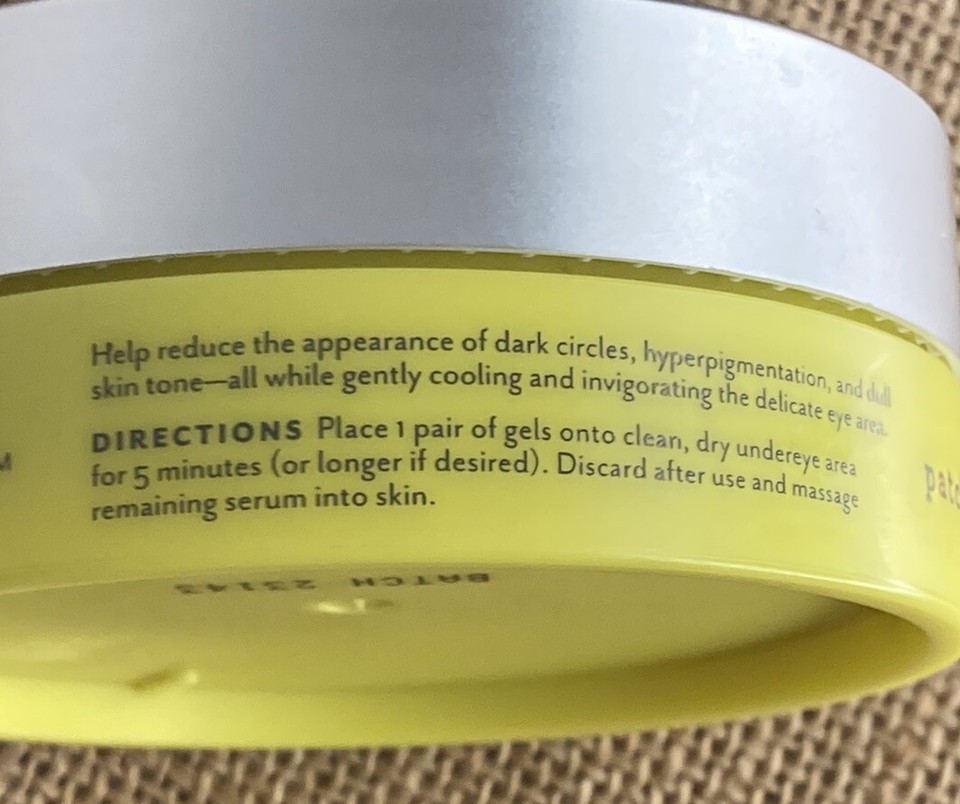 Help reduce the appearance of dark circles, hyperpigmentation, and dull
skin tone—all while gently cooling and invigorating the delicate eye area.
DIRECTIONS Place 1 pair of gels onto clean, dry undereye area
for 5 minutes (or longer if desired). Discard after use and massage
remaining serum into skin.
BATCH 23143